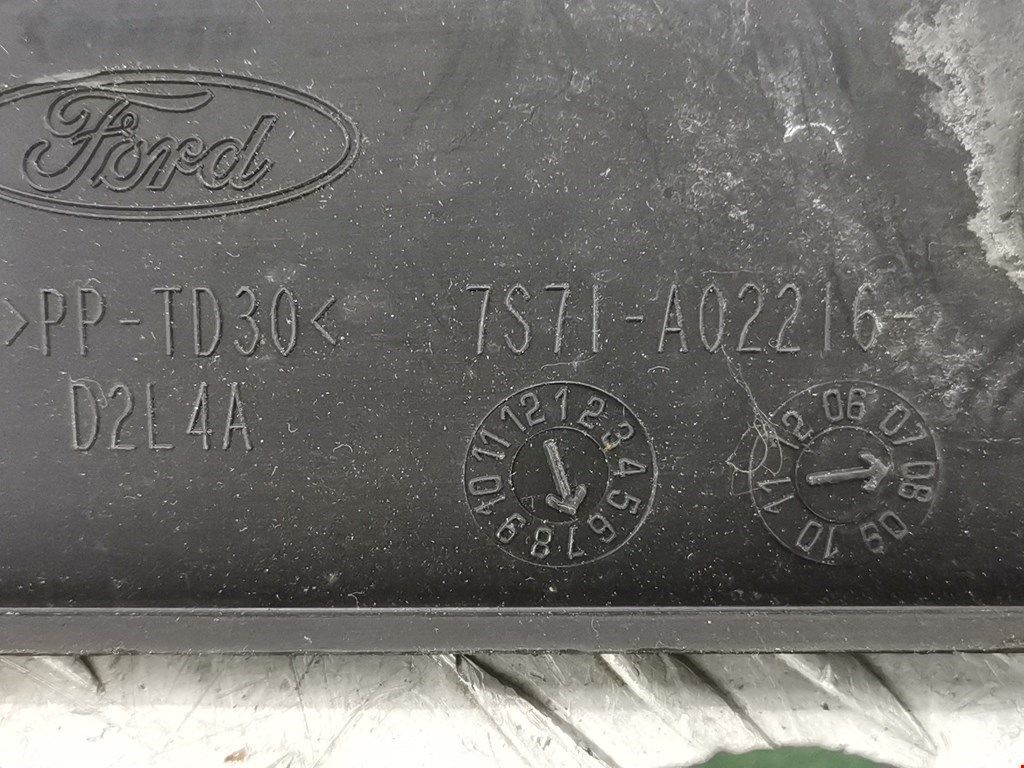 Ford
>PP-TD30<
7S71-A02216-
D2L4A
12 1 2 3 4 5 6 7 8 9 10 11
06 07 08 09 10 11 12